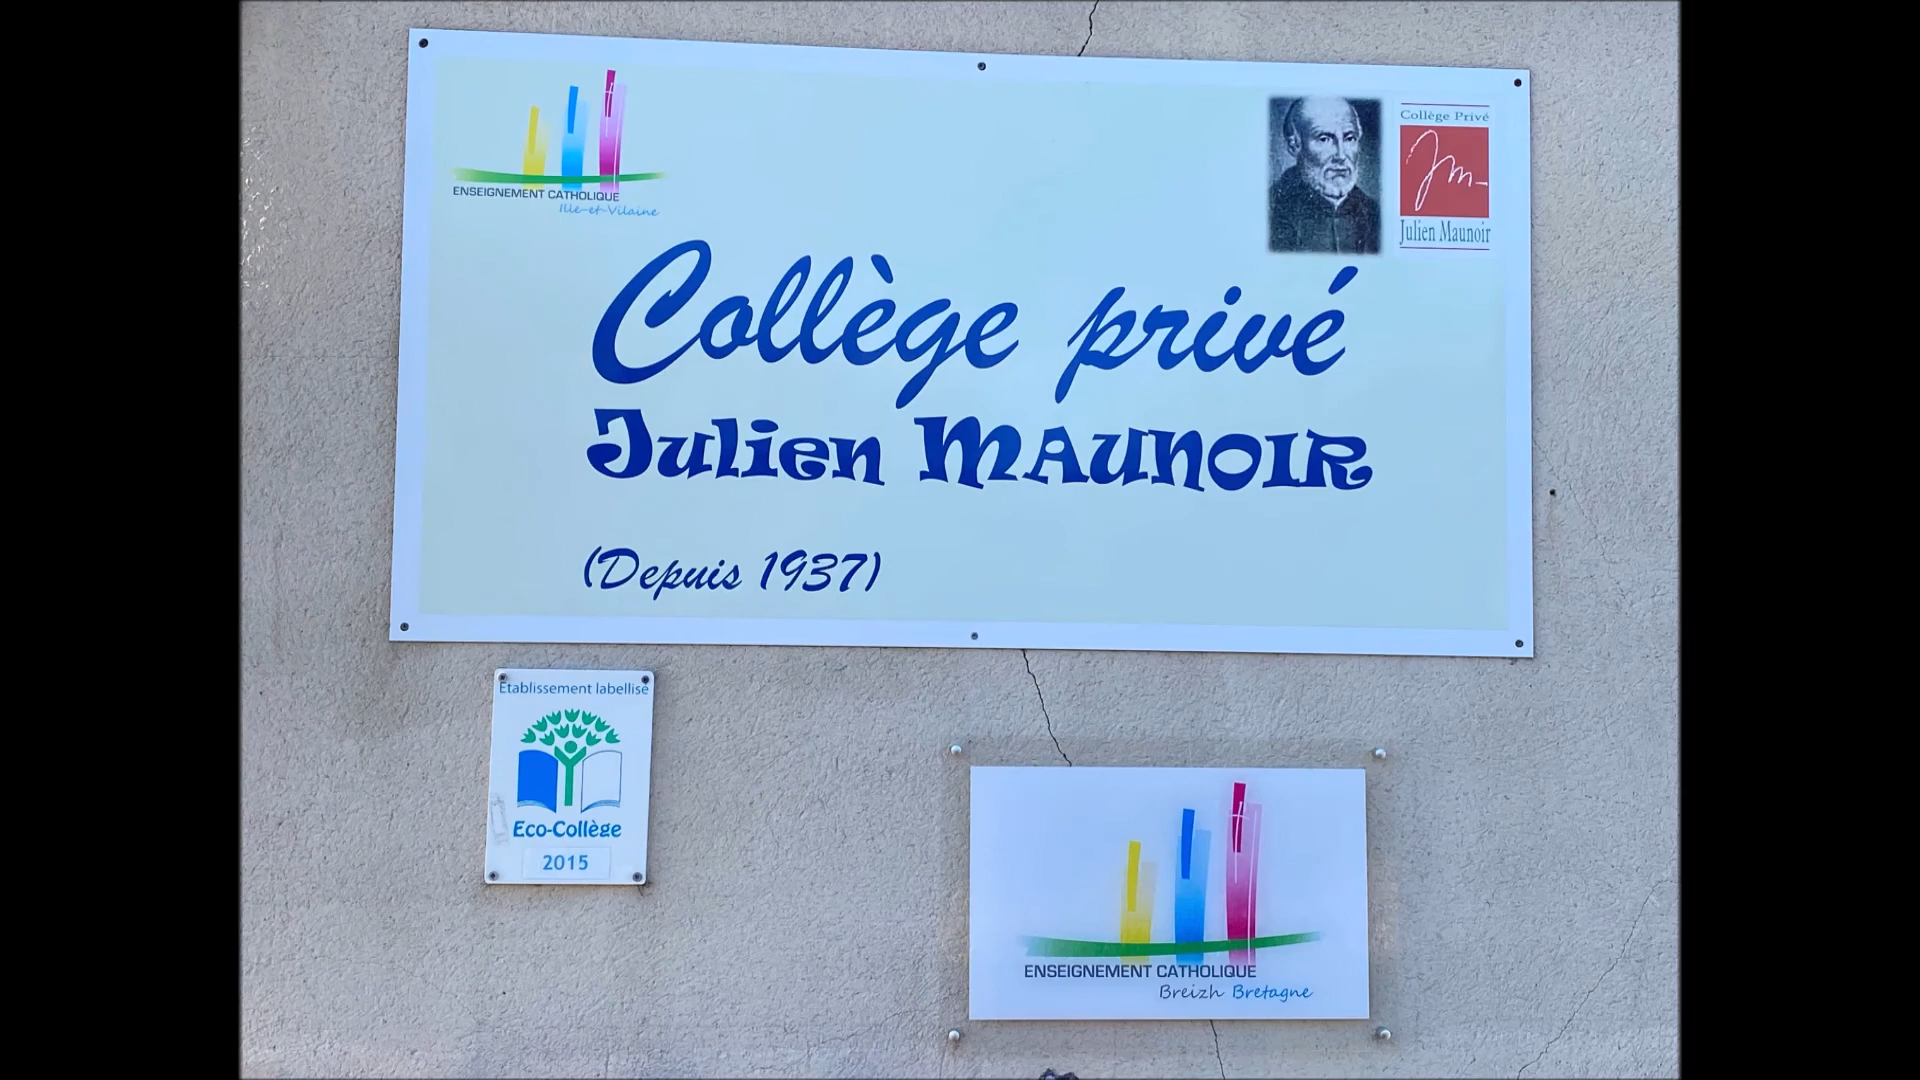 ENSEIGNEMENT CATHOLIQUE
Ille-et-Vilaine
Collège Privé
Jm
Julien Maunoir
Collège privé
Julien MAUNOIR
(Depuis 1937)
Etablissement labellisé
Eco-Collège
2015
ENSEIGNEMENT CATHOLIQUE
Breizh Bretagne